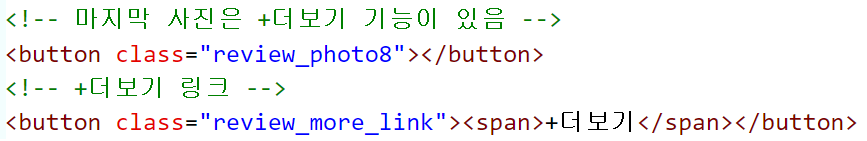 <!-- 마지막 사진은 +더보기 기능이 있음 -->
<button class="review_photo8"></button>
<!-- +더보기 링크 -->
<button class="review_more_link"><span>+더보기</span></button>